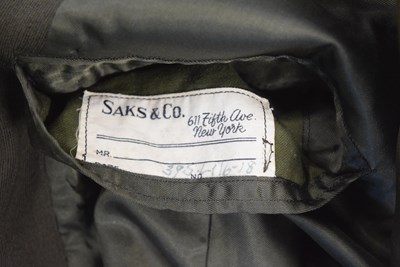 SAKS & CO. 611 Fifth Ave.
New York
MR.
NO.